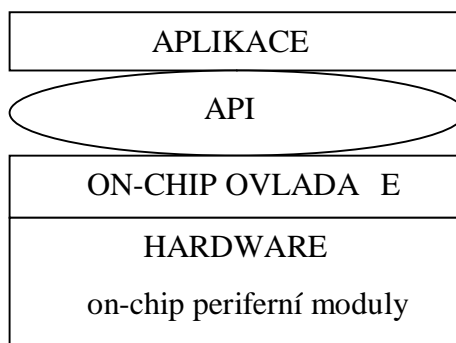 APLIKACE
API
ON-CHIP OVLADA E
HARDWARE
on-chip periferní moduly